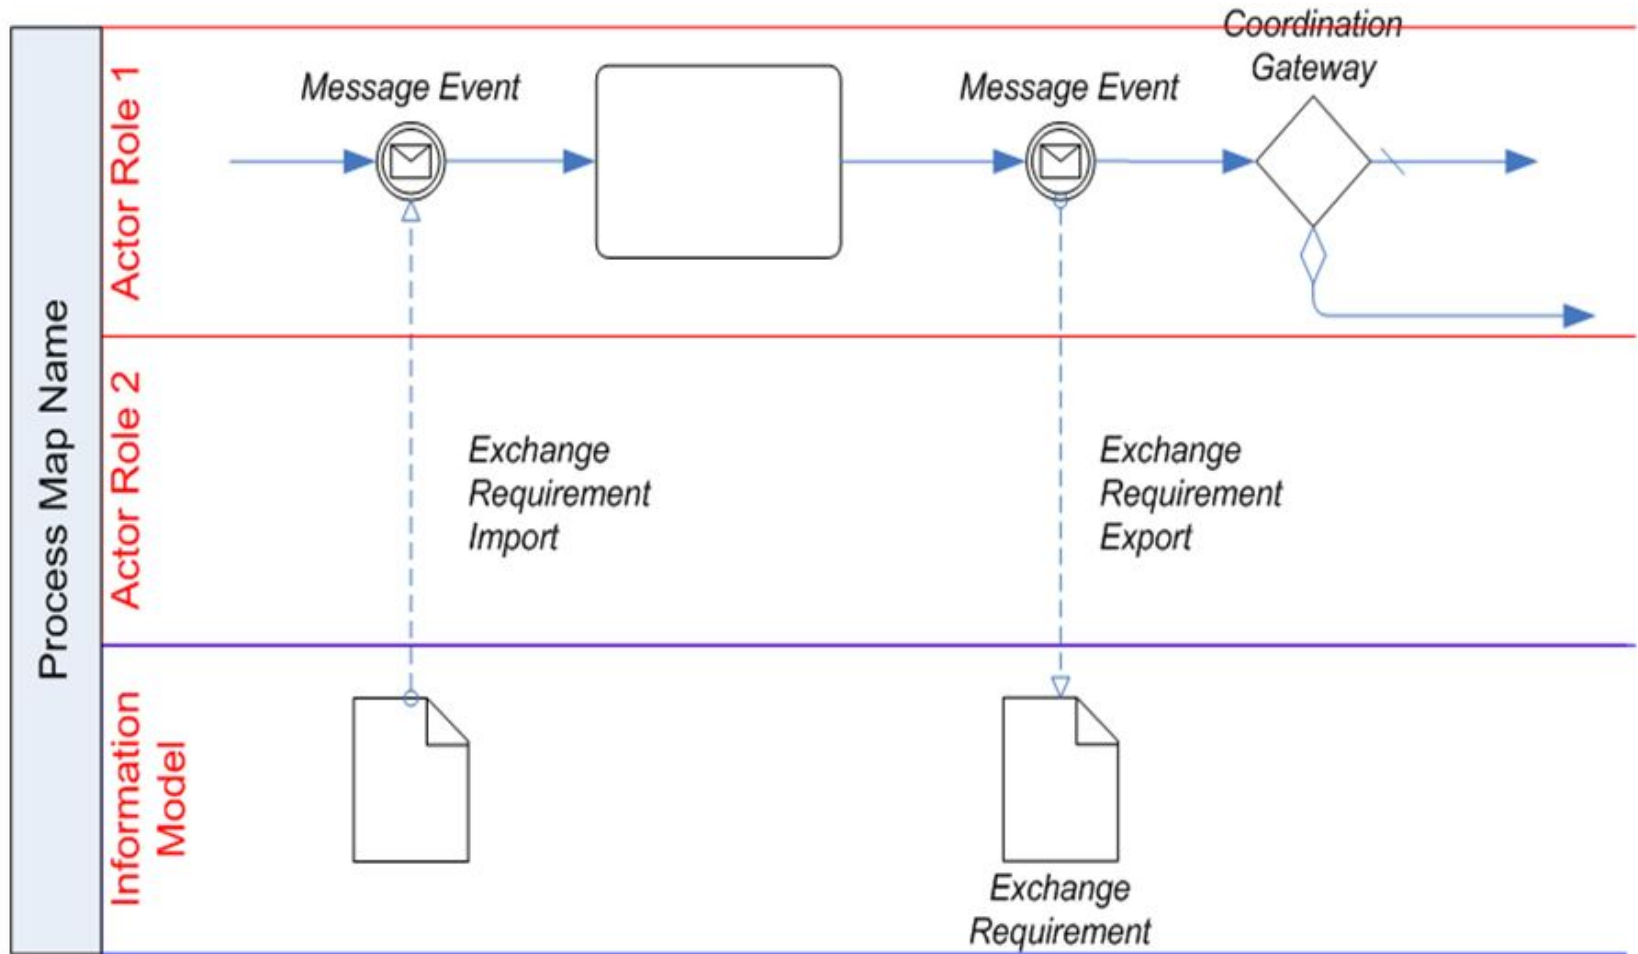 Process Map Name
Actor Role 1
Message Event
Message Event
Coordination
Gateway
Actor Role 2
Exchange
Requirement
Import
Exchange
Requirement
Export
Information
Model
Exchange
Requirement